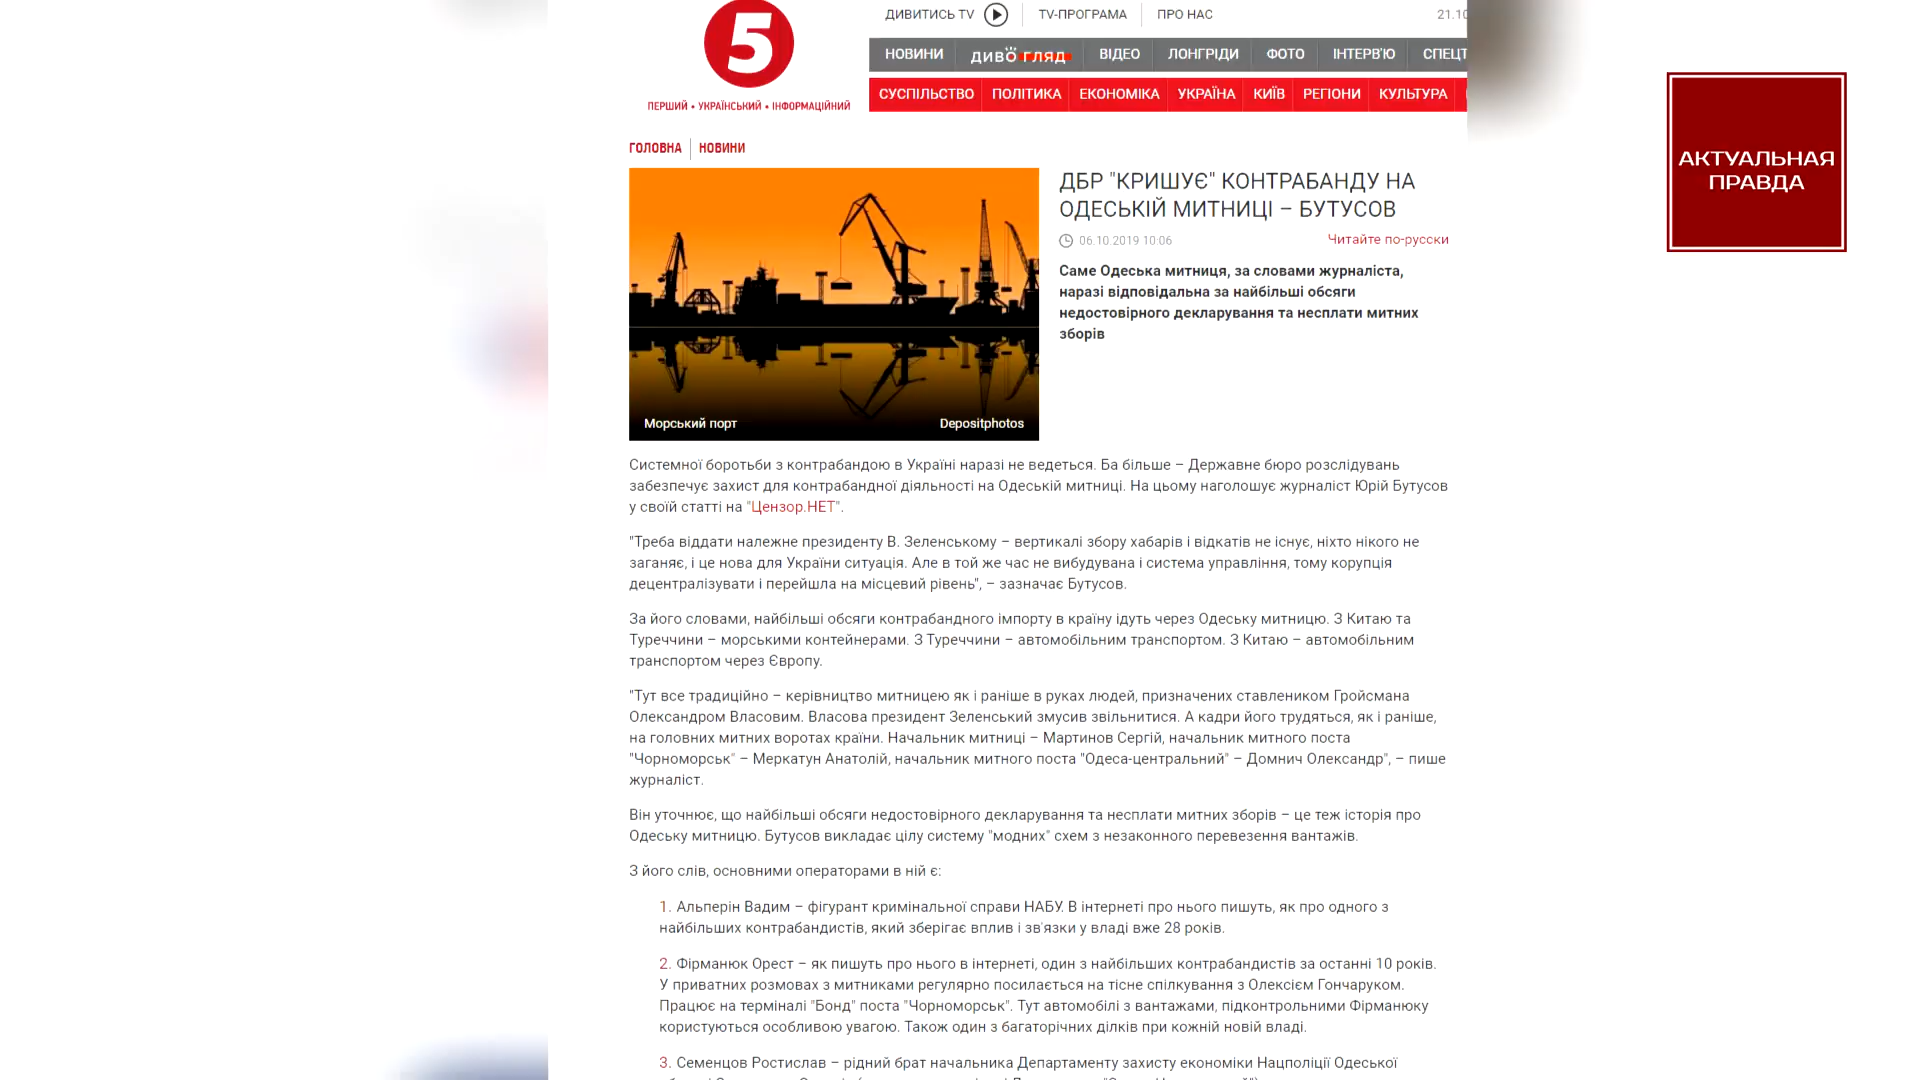 5
ПЕРШИЙ • УКРАЇНСЬКИЙ • ІНФОРМАЦІЙНИЙ
ДИВИТИСЬ TV
TV-ПРОГРАМА
ПРО НАС
21.10
НОВИНИ
ДИВОГЛЯД
ВІДЕО
ЛОНГРІДИ
ФОТО
ІНТЕРВ'Ю
СПЕЦТ
СУСПІЛЬСТВО
ПОЛІТИКА
ЕКОНОМІКА
УКРАЇНА
КИЇВ
РЕГІОНИ
КУЛЬТУРА
АКТУАЛЬНАЯ
ПРАВДА
ГОЛОВНА
НОВИНИ
Морський порт
Depositphotos
ДБР "КРИШУЄ" КОНТРАБАНДУ НА
ОДЕСЬКІЙ МИТНИЦІ – БУТУСОВ
06.10.2019 10:06
Читайте по-русски
Саме Одеська митниця, за словами журналіста,
наразі відповідальна за найбільші обсяги
недостовірного декларування та несплати митних
зборів
Системної боротьби з контрабандою в Україні наразі не ведеться. Ба більше – Державне бюро розслідувань
забезпечує захист для контрабандної діяльності на Одеській митниці. На цьому наголошує журналіст Юрій Бутусов
у своїй статті на "Цензор.НЕТ".
"Треба віддати належне президенту В. Зеленському – вертикалі збору хабарів і відкатів не існує, ніхто нікого не
заганяє, і це нова для України ситуація. Але в той же час не вибудувана і система управління, тому корупція
децентралізувати і перейшла на місцевий рівень", – зазначає Бутусов.
За його словами, найбільші обсяги контрабандного імпорту в країну ідуть через Одеську митницю. З Китаю та
Туреччини – морськими контейнерами. З Туреччини – автомобільним транспортом. З Китаю – автомобільним
транспортом через Європу.
"Тут все традиційно – керівництво митницею як і раніше в руках людей, призначених ставлеником Гройсмана
Олександром Власовим. Власова президент Зеленський змусив звільнитися. А кадри його трудяться, як і раніше,
на головних митних воротах країни. Начальник митниці – Мартинов Сергій, начальник митного поста
"Чорноморськ" – Меркатун Анатолій, начальник митного поста "Одеса-центральний" – Домнич Олександр", – пише
журналіст.
Він уточнює, що найбільші обсяги недостовірного декларування та несплати митних зборів – це теж історія про
Одеську митницю. Бутусов викладає цілу систему "модних" схем з незаконного перевезення вантажів.
З його слів, основними операторами в ній є:
1. Альперін Вадим – фігурант кримінальної справи НАБУ. В інтернеті про нього пишуть, як про одного з
найбільших контрабандистів, який зберігає вплив і зв'язки у владі вже 28 років.
2. Фірманюк Орест – як пишуть про нього в інтернеті, один з найбільших контрабандистів за останні 10 років.
У приватних розмовах з митниками регулярно посилається на тісне спілкування з Олексієм Гончаруком.
Працює на терміналі "Бонд" поста "Чорноморськ". Тут автомобілі з вантажами, підконтрольними Фірманюку
користуються особливою увагою. Також один з багаторічних ділків при кожній новій владі.
3. Семенцов Ростислав – рідний брат начальника Департаменту захисту економіки Нацполіції Одеської